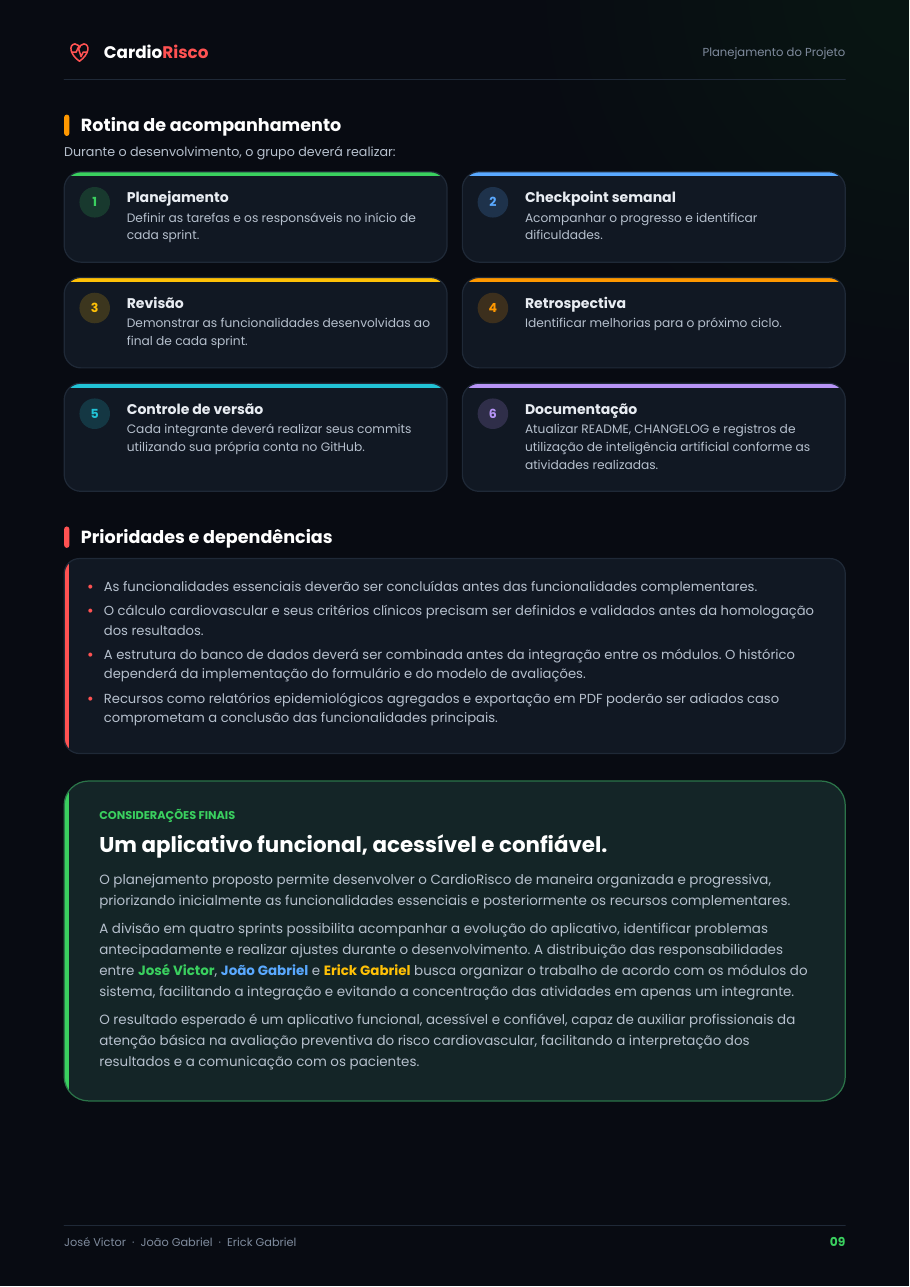 CardioRisco
Planejamento do Projeto
Rotina de acompanhamento
Durante o desenvolvimento, o grupo deverá realizar:
1
Planejamento
Definir as tarefas e os responsáveis no início de
cada sprint.
2
Checkpoint semanal
Acompanhar o progresso e identificar
dificuldades.
3
Revisão
Demonstrar as funcionalidades desenvolvidas ao
final de cada sprint.
4
Retrospectiva
Identificar melhorias para o próximo ciclo.
5
Controle de versão
Cada integrante deverá realizar seus commits
utilizando sua própria conta no GitHub.
6
Documentação
Atualizar README, CHANGELOG e registros de
utilização de inteligência artificial conforme as
atividades realizadas.
Prioridades e dependências
• As funcionalidades essenciais deverão ser concluídas antes das funcionalidades complementares.
• O cálculo cardiovascular e seus critérios clínicos precisam ser definidos e validados antes da homologação
dos resultados.
• A estrutura do banco de dados deverá ser combinada antes da integração entre os módulos. O histórico
dependerá da implementação do formulário e do modelo de avaliações.
• Recursos como relatórios epidemiológicos agregados e exportação em PDF poderão ser adiados caso
comprometam a conclusão das funcionalidades principais.
CONSIDERAÇÕES FINAIS
Um aplicativo funcional, acessível e confiável.
O planejamento proposto permite desenvolver o CardioRisco de maneira organizada e progressiva,
priorizando inicialmente as funcionalidades essenciais e posteriormente os recursos complementares.
A divisão em quatro sprints possibilita acompanhar a evolução do aplicativo, identificar problemas
antecipadamente e realizar ajustes durante o desenvolvimento. A distribuição das responsabilidades
entre José Victor, João Gabriel e Erick Gabriel busca organizar o trabalho de acordo com os módulos do
sistema, facilitando a integração e evitando a concentração das atividades em apenas um integrante.
O resultado esperado é um aplicativo funcional, acessível e confiável, capaz de auxiliar profissionais da
atenção básica na avaliação preventiva do risco cardiovascular, facilitando a interpretação dos
resultados e a comunicação com os pacientes.
José Victor · João Gabriel · Erick Gabriel
09